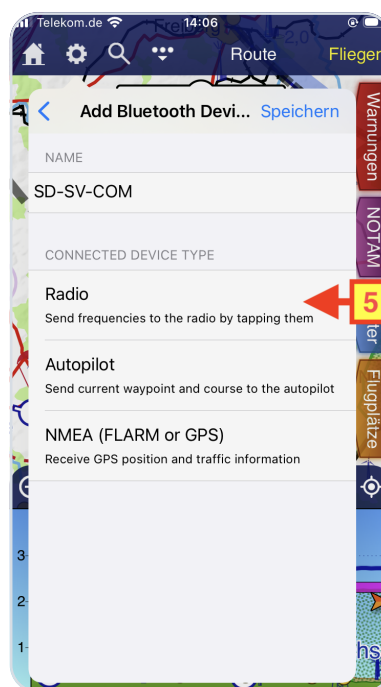 Telekom.de 14:06
Route Flieger
Add Bluetooth Devi... Speichern
NAME
SD-SV-COM
CONNECTED DEVICE TYPE
Radio
Send frequencies to the radio by tapping them
5
Autopilot
Send current waypoint and course to the autopilot
NMEA (FLARM or GPS)
Receive GPS position and traffic information
Warnungen
NOTAM
ter
Flugplätze
3
2
1
hs